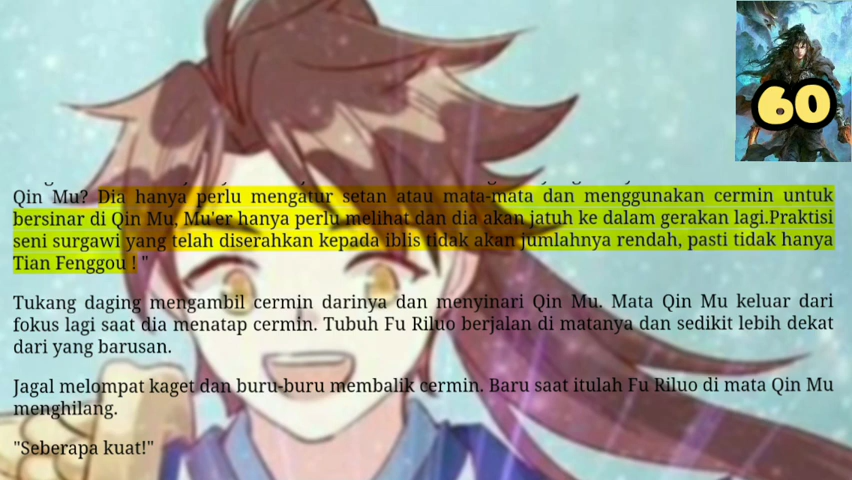 60
Qin Mu? Dia hanya perlu mengatur setan atau mata-mata dan menggunakan cermin untuk
bersinar di Qin Mu, Mu'er hanya perlu melihat dan dia akan jatuh ke dalam gerakan lagi.Praktisi
seni surgawi yang telah diserahkan kepada iblis tidak akan jumlahnya rendah, pasti tidak hanya
Tian Fenggou ! "
Tukang daging mengambil cermin darinya dan menyinari Qin Mu. Mata Qin Mu keluar dari
fokus lagi saat dia menatap cermin. Tubuh Fu Riluo berjalan di matanya dan sedikit lebih dekat
dari yang barusan.
Jagal melompat kaget dan buru-buru membalik cermin. Baru saat itulah Fu Riluo di mata Qin Mu
menghilang.
"Seberapa kuat!"